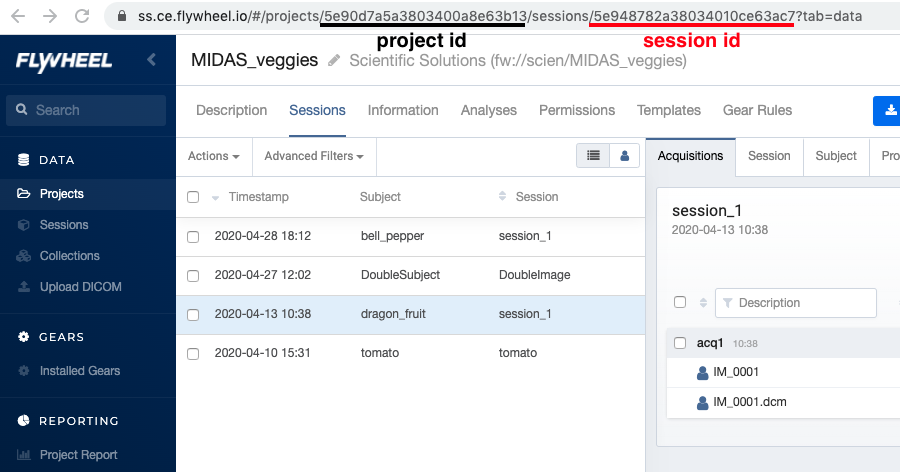 ss.ce.flywheel.io/#/projects/5e90d7a5a3803400a8e63b13/sessions/5e948782a38034010ce63ac7?tab=data
project id
session id
FLYWHEEL
MIDAS_veggies Scientific Solutions (fw://scien/MIDAS_veggies)
Search
Description Sessions Information Analyses Permissions Templates Gear Rules
DATA
Projects
Sessions
Collections
Upload DICOM
GEARS
Installed Gears
REPORTING
Project Report
Actions Advanced Filters
Timestamp Subject Session
2020-04-28 18:12 bell_pepper session_1
2020-04-27 12:02 DoubleSubject DoubleImage
2020-04-13 10:38 dragon_fruit session_1
2020-04-10 15:31 tomato tomato
Acquisitions Session Subject Pro
session_1
2020-04-13 10:38
Description
acq1 10:38
IM_0001
IM_0001.dcm